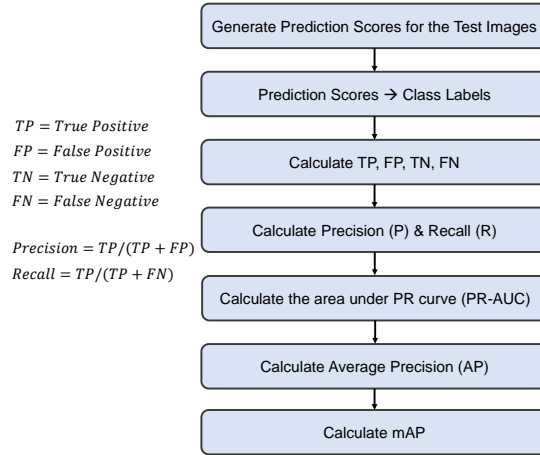 Generate Prediction Scores for the Test Images
Prediction Scores → Class Labels
Calculate TP, FP, TN, FN
Calculate Precision (P) & Recall (R)
Calculate the area under PR curve (PR-AUC)
Calculate Average Precision (AP)
Calculate mAP
TP = True Positive
FP = False Positive
TN = True Negative
FN = False Negative
Precision = TP/(TP + FP)
Recall = TP/(TP + FN)